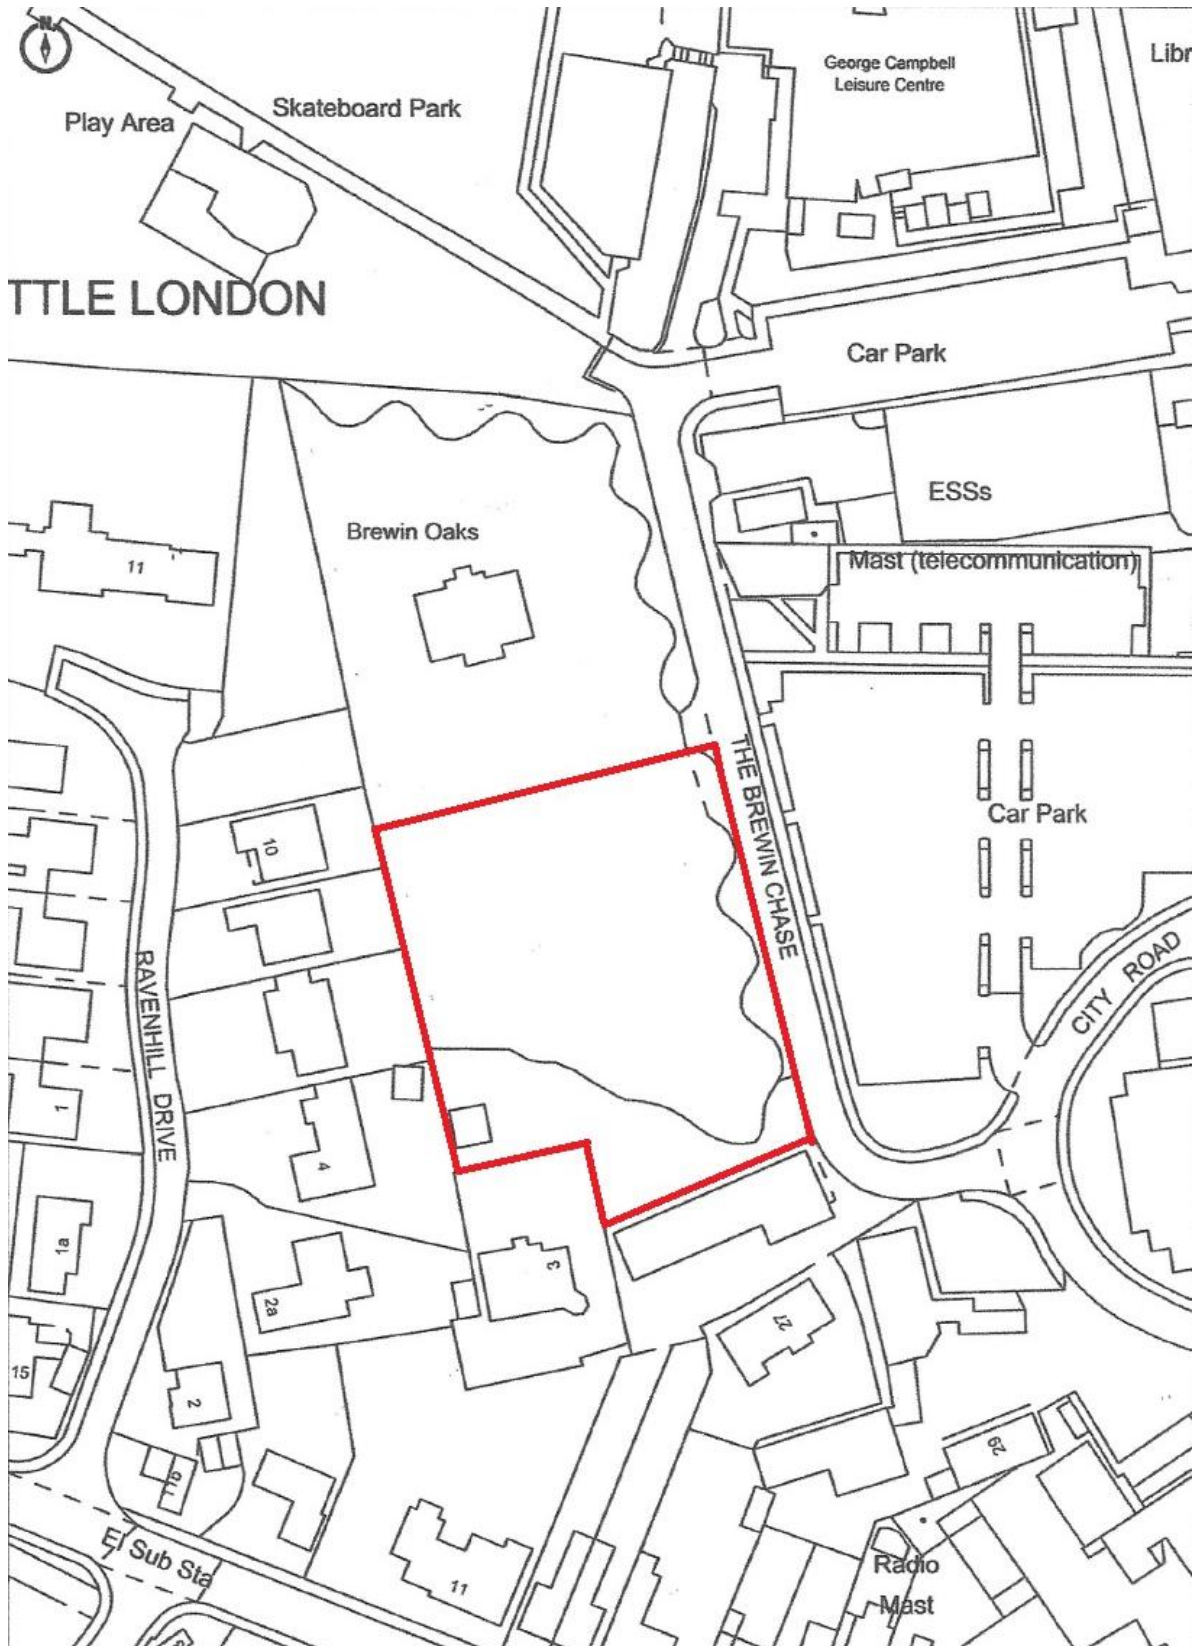 N
George Campbell
Leisure Centre
Libr
Skateboard Park
Play Area
TTLE LONDON
Car Park
ESSs
Brewin Oaks
Mast (telecommunication)
11
THE BREWIN CHASE
Car Park
10
CITY ROAD
RAVENHILL DRIVE
1
4
1a
3
2a
27
15
2
29
11b
El Sub Sta
11
Radio
Mast